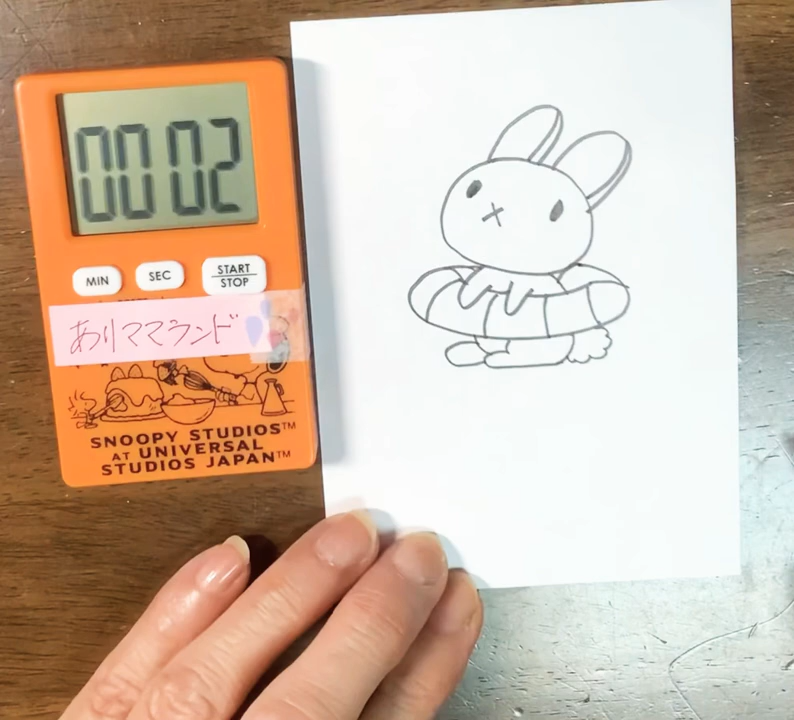 00 02
MIN SEC START STOP
ありママランド
SNOOPY STUDIOS™
AT UNIVERSAL
STUDIOS JAPAN™